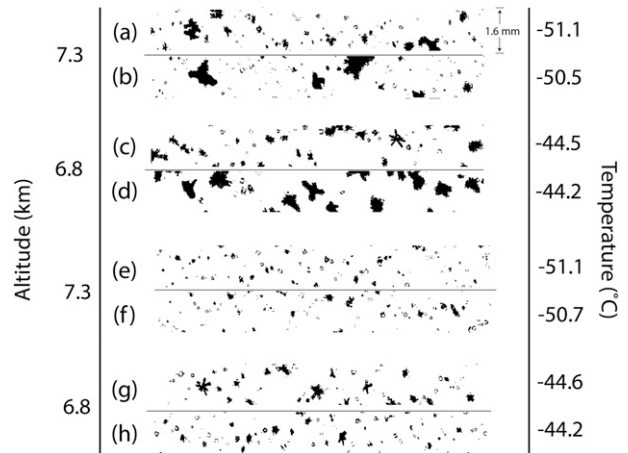 (a)
1.6 mm
-51.1
7.3
(b)
-50.5
(c)
-44.5
6.8
(d)
-44.2
(e)
-51.1
7.3
(f)
-50.7
(g)
-44.6
6.8
(h)
-44.2
Altitude (km)
Temperature (°C)